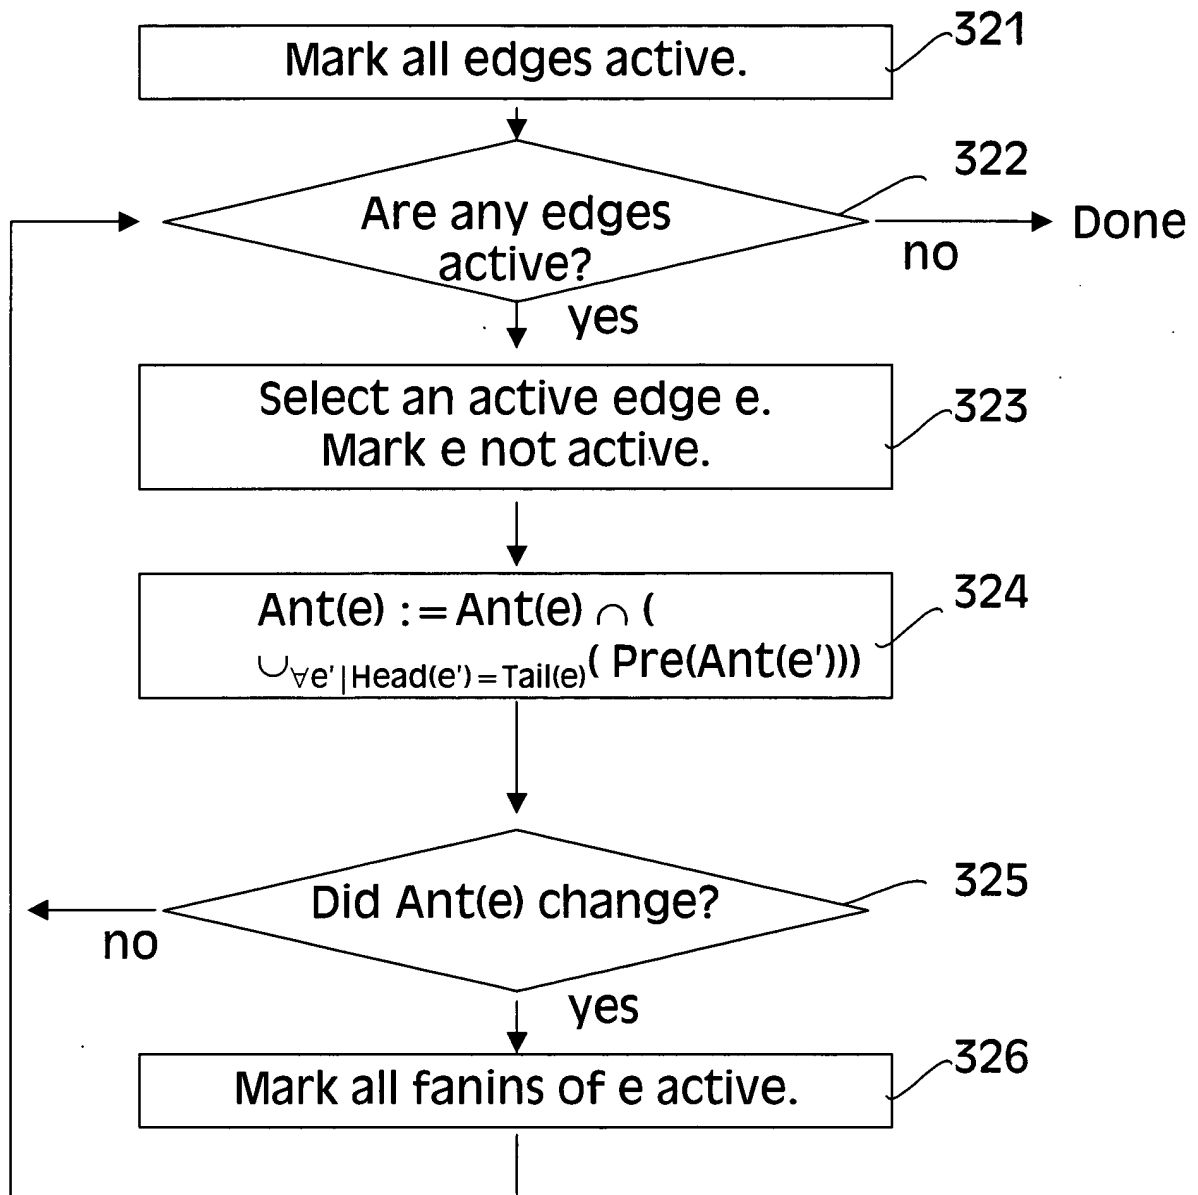 Mark all edges active.
321
322
Are any edges
active?
no
Done
yes
Select an active edge e.
Mark e not active.
323
Ant(e) := Ant(e) ∩ (
∪∀e'|Head(e')=Tail(e)( Pre(Ant(e')))
324
Did Ant(e) change?
325
no
yes
Mark all fanins of e active.
326